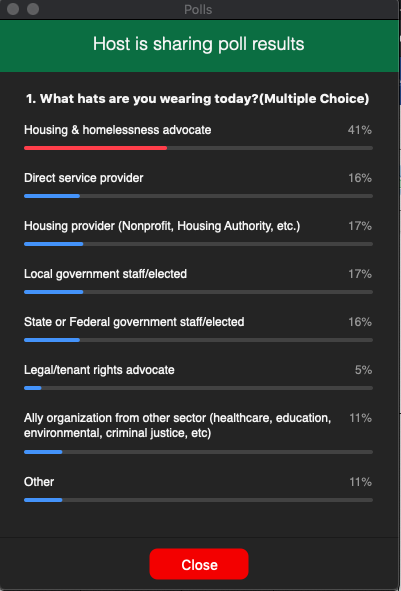 Polls
Host is sharing poll results
1. What hats are you wearing today?(Multiple Choice)
Housing & homelessness advocate 41%
Direct service provider 16%
Housing provider (Nonprofit, Housing Authority, etc.) 17%
Local government staff/elected 17%
State or Federal government staff/elected 16%
Legal/tenant rights advocate 5%
Ally organization from other sector (healthcare, education, 11%
environmental, criminal justice, etc)
Other 11%
Close